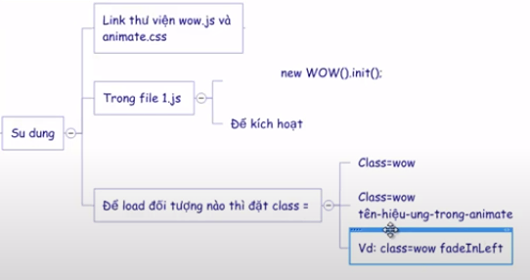 Su dung
Link thư viện wow.js và
animate.css
Trong file 1.js
new WOW().init();
Để kích hoạt
Để load đối tượng nào thì đặt class =
Class=wow
Class=wow
tên-hiệu-ung-trong-animate
Vd: class=wow fadeInLeft